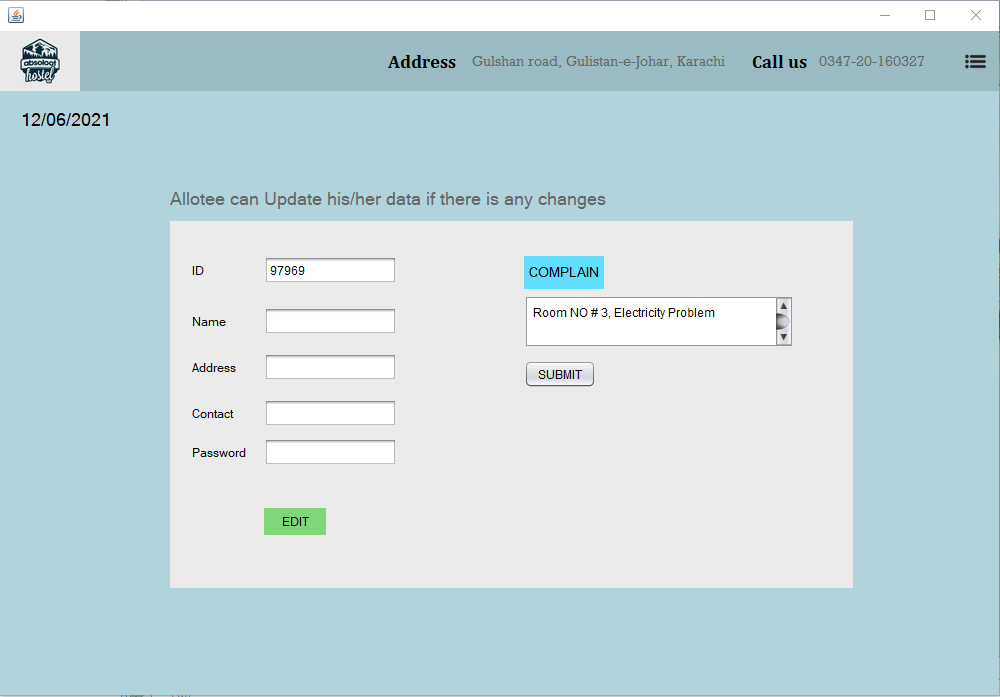 absoloot
hostel
Address Gulshan road, Gulistan-e-Johar, Karachi Call us 0347-20-160327
12/06/2021
Allotee can Update his/her data if there is any changes
ID 97969
Name
Address
Contact
Password
EDIT
COMPLAIN
Room NO # 3, Electricity Problem
SUBMIT